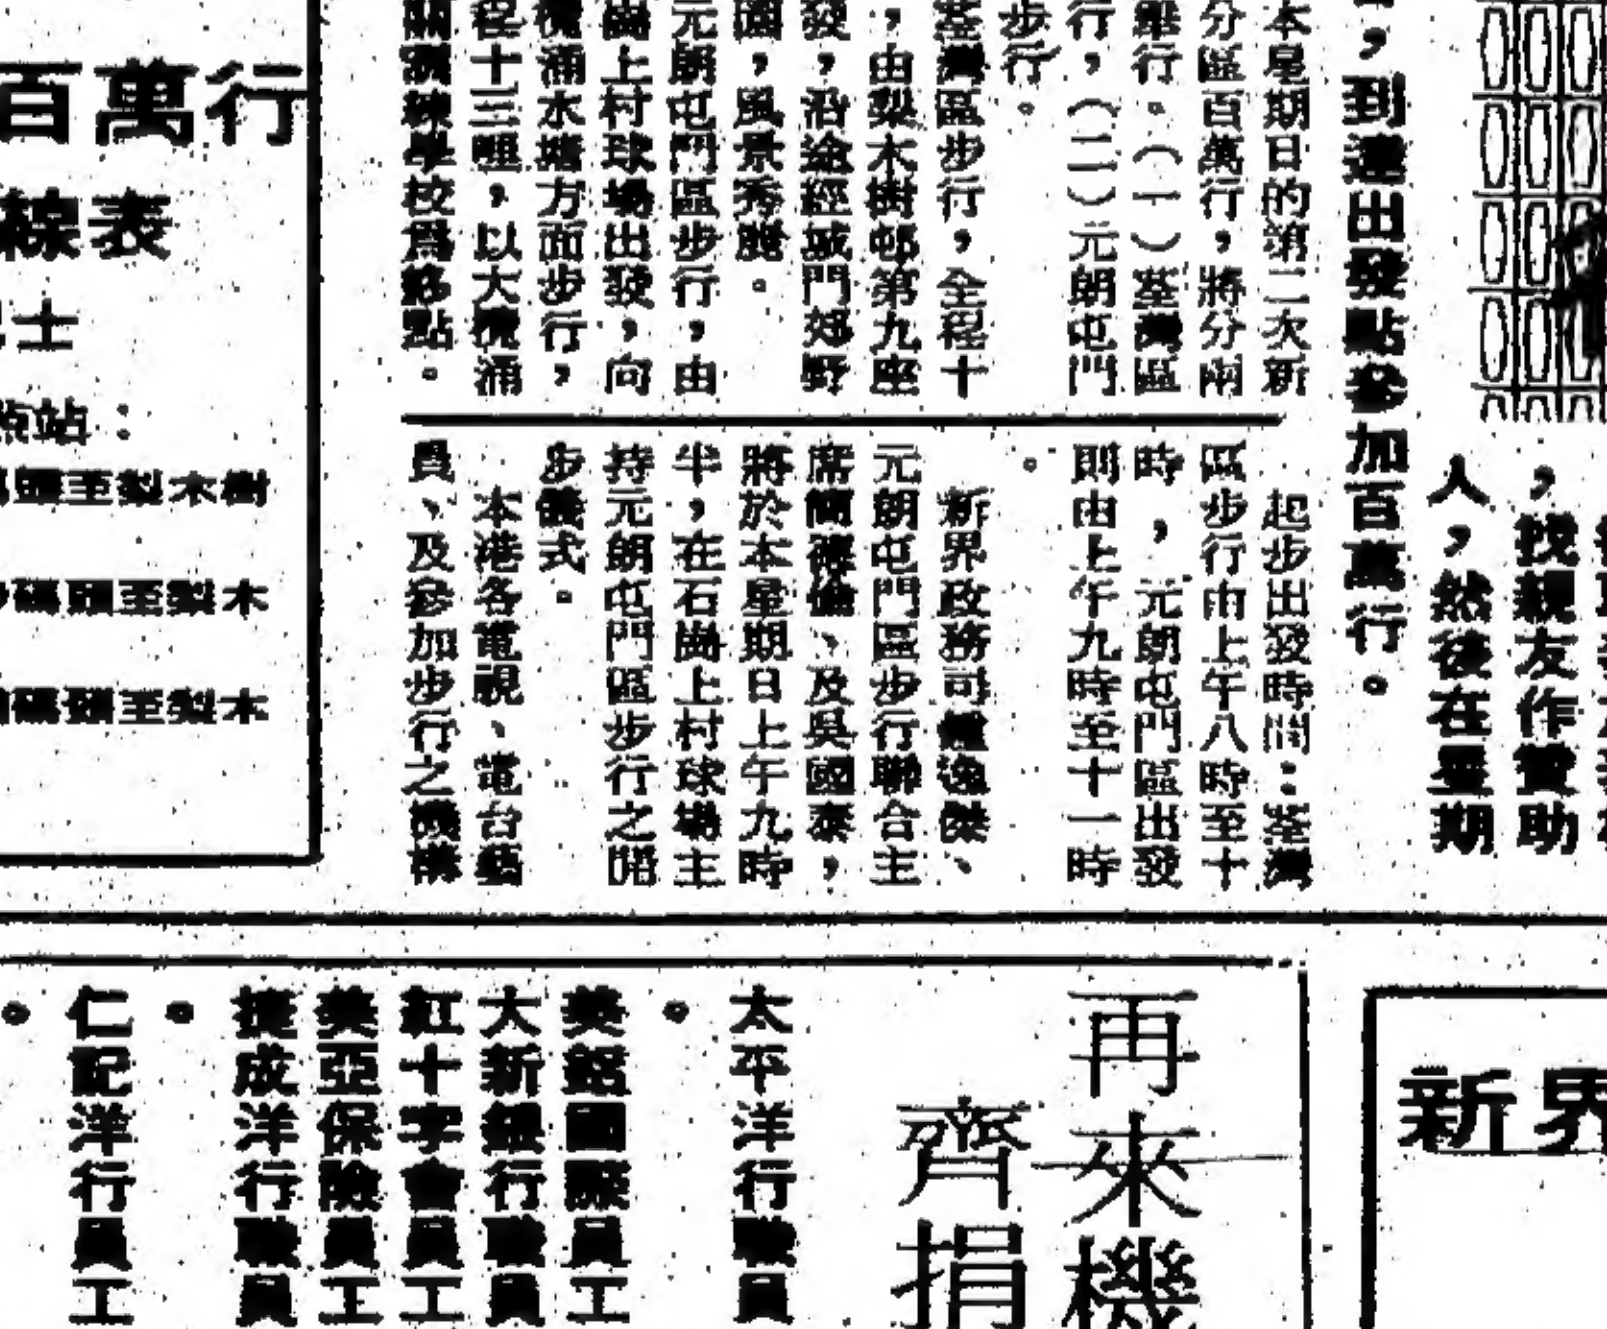 ，到達出發點參加百萬行。
，找親友作贊助
人，然後在星期
本星期日的第二次新
分區百萬行，將分兩
舉行。（一）荃灣區
行，（二）元朗屯門
步行。
荃灣區步行，全程十
，由梨木樹邨第九座
發，沿途經城門郊野
園，風景秀麗。
元朗屯門區步行，由
崗上村球場出發，向
欖涌水塘方面步行，
程十三哩，以大欖涌
練學校為終點。
起步出發時間：荃灣
區步行由上午八時至十
時，元朗屯門區出發
則由上午九時至十一時
。
新界政務司鍾逸傑、
元朗屯門區步行聯合主
席簡德倫、及吳國泰，
將於本星期日上午九時
半，在石崗上村球場主
持元朗屯門區步行之開
步儀式。
本港各電視、電台藝
員、及參加步行之機構
百萬行
線表
士
站：
頭至梨木樹
碼頭至梨木
碼頭至梨木
新界
再來機
齊捐
太平洋行職員
。
美銘國際員工
大新銀行職員
紅十字會員工
美亞保險員工
捷成洋行職員
。
仁記洋行員工
。